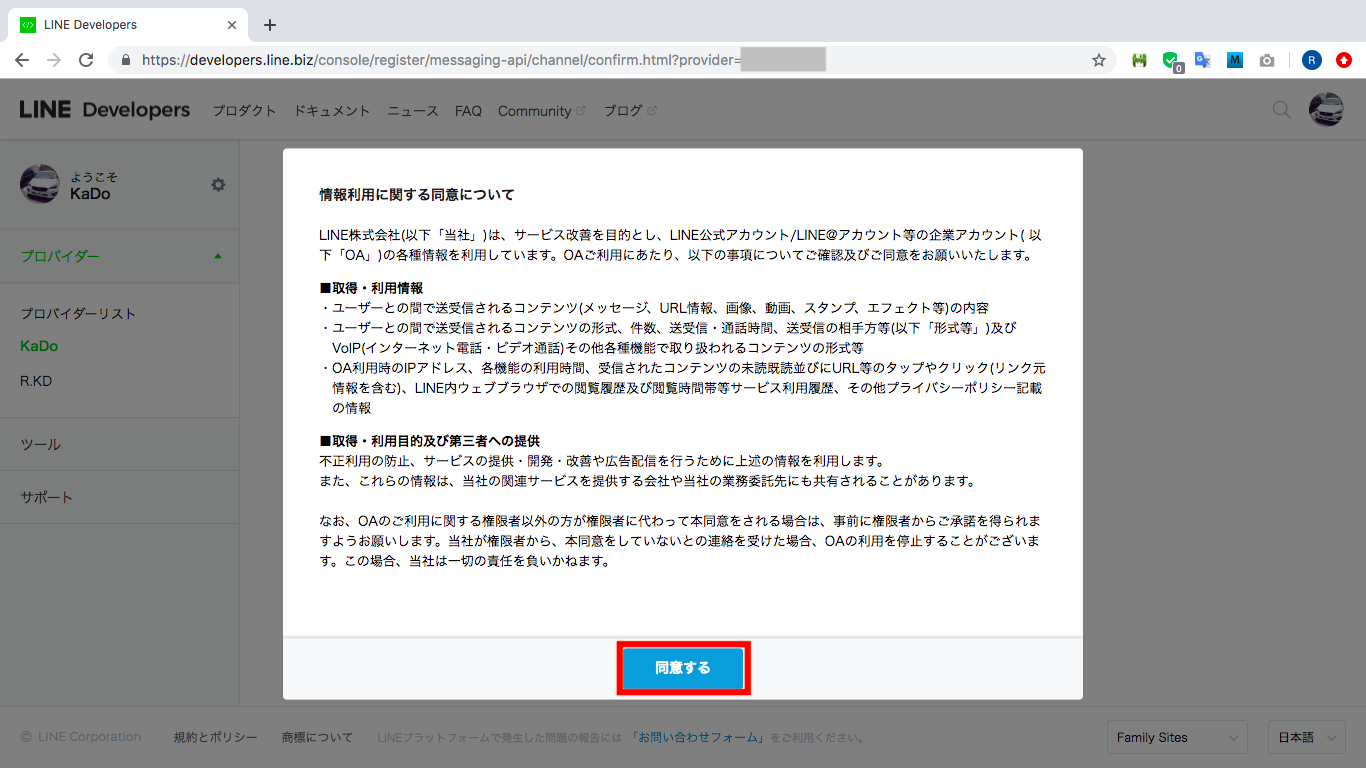 LINE Developers
https://developers.line.biz/console/register/messaging-api/channel/confirm.html?provider=
0
M
R
LINE Developers プロダクト ドキュメント ニュース FAQ Community ブログ
ようこそ
KaDo
プロバイダー
プロバイダーリスト
KaDo
R.KD
ツール
サポート
情報利用に関する同意について
LINE株式会社(以下「当社」)は、サービス改善を目的とし、LINE公式アカウント/LINE@アカウント等の企業アカウント( 以
下「OA」)の各種情報を利用しています。OAご利用にあたり、以下の事項についてご確認及びご同意をお願いいたします。
■取得・利用情報
・ユーザーとの間で送受信されるコンテンツ(メッセージ、URL情報、画像、動画、スタンプ、エフェクト等)の内容
・ユーザーとの間で送受信されるコンテンツの形式、件数、送受信・通話時間、送受信の相手方等(以下「形式等」)及び
VoIP(インターネット電話・ビデオ通話)その他各種機能で取り扱われるコンテンツの形式等
・OA利用時のIPアドレス、各機能の利用時間、受信されたコンテンツの未読既読並びにURL等のタップやクリック(リンク元
情報を含む)、LINE内ウェブブラウザでの閲覧履歴及び閲覧時間帯等サービス利用履歴、その他プライバシーポリシー記載
の情報
■取得・利用目的及び第三者への提供
不正利用の防止、サービスの提供・開発・改善や広告配信を行うために上述の情報を利用します。
また、これらの情報は、当社の関連サービスを提供する会社や当社の業務委託先にも共有されることがあります。
なお、OAのご利用に関する権限者以外の方が権限者に代わって本同意をされる場合は、事前に権限者からご承諾を得られま
すようお願いします。当社が権限者から、本同意をしていないとの連絡を受けた場合、OAの利用を停止することがございま
す。この場合、当社は一切の責任を負いかねます。
同意する
© LINE Corporation 規約とポリシー 商標について LINEプラットフォームで発生した問題の報告には 「お問い合わせフォーム」 をご利用ください。 Family Sites 日本語